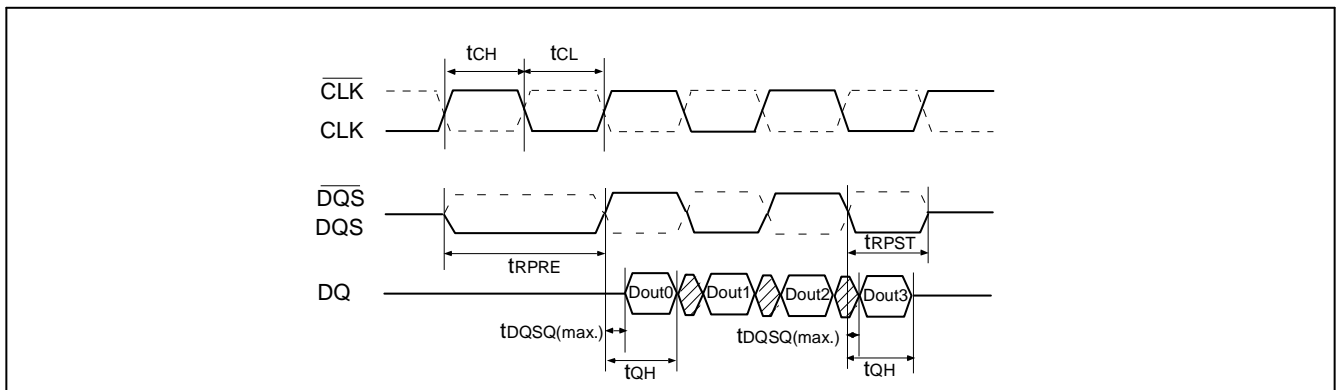 tCH tCL
CLK
CLK
DQS
DQS
tRPRE
tRPST
DQ
Dout0 Dout1 Dout2 Dout3
tDQSQ(max.) tDQSQ(max.)
tQH tQH